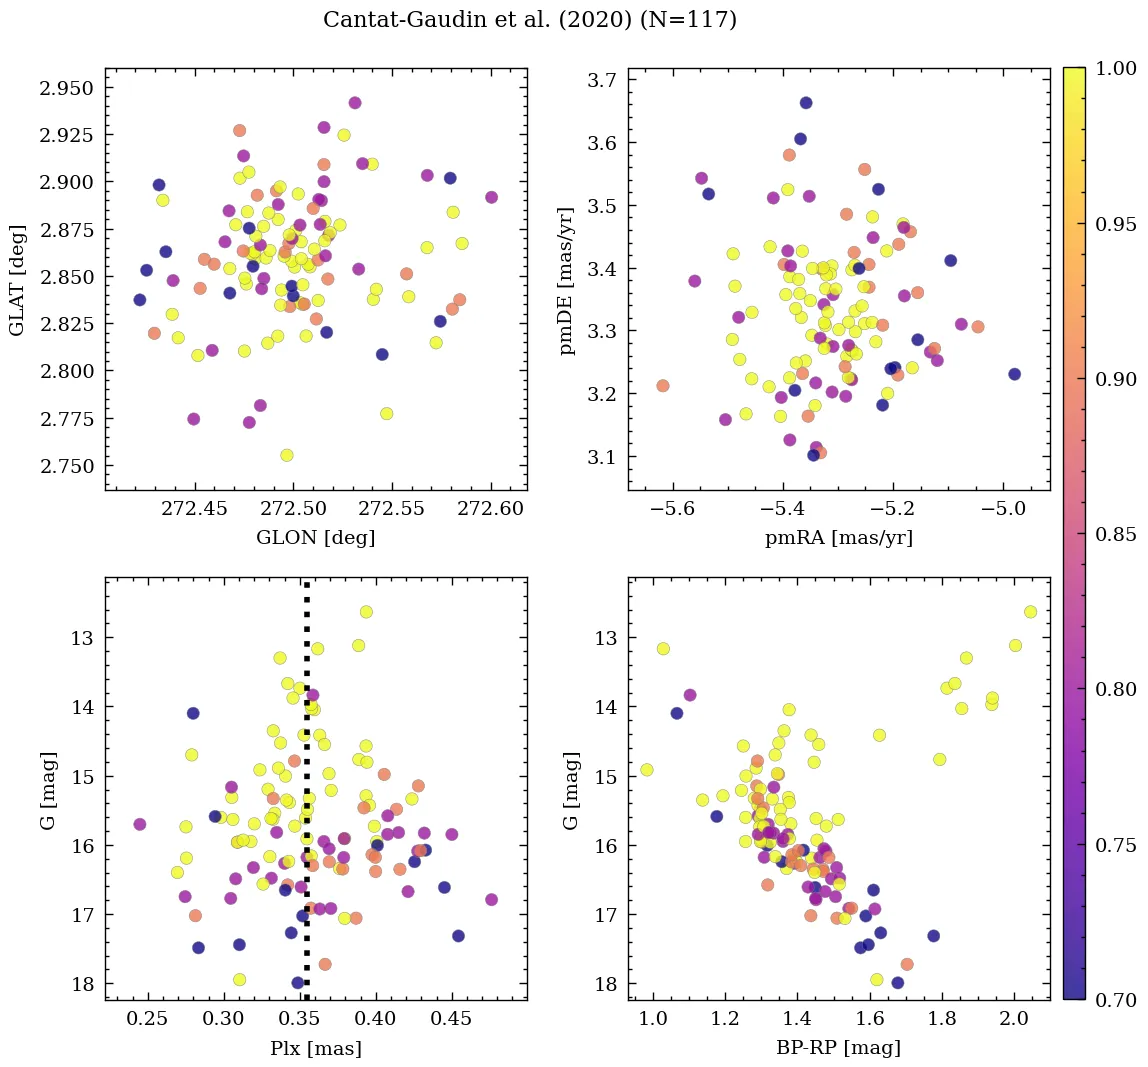 Cantat-Gaudin et al. (2020) (N=117)
2.950
2.925
2.900
2.875
2.850
2.825
2.800
2.775
2.750
GLAT [deg]
272.45 272.50 272.55 272.60
GLON [deg]
3.7
3.6
3.5
3.4
3.3
3.2
3.1
pmDE [mas/yr]
−5.6 −5.4 −5.2 −5.0
pmRA [mas/yr]
13
14
15
16
17
18
G [mag]
0.25 0.30 0.35 0.40 0.45
Plx [mas]
13
14
15
16
17
18
G [mag]
1.0 1.2 1.4 1.6 1.8 2.0
BP-RP [mag]
1.00
0.95
0.90
0.85
0.80
0.75
0.70